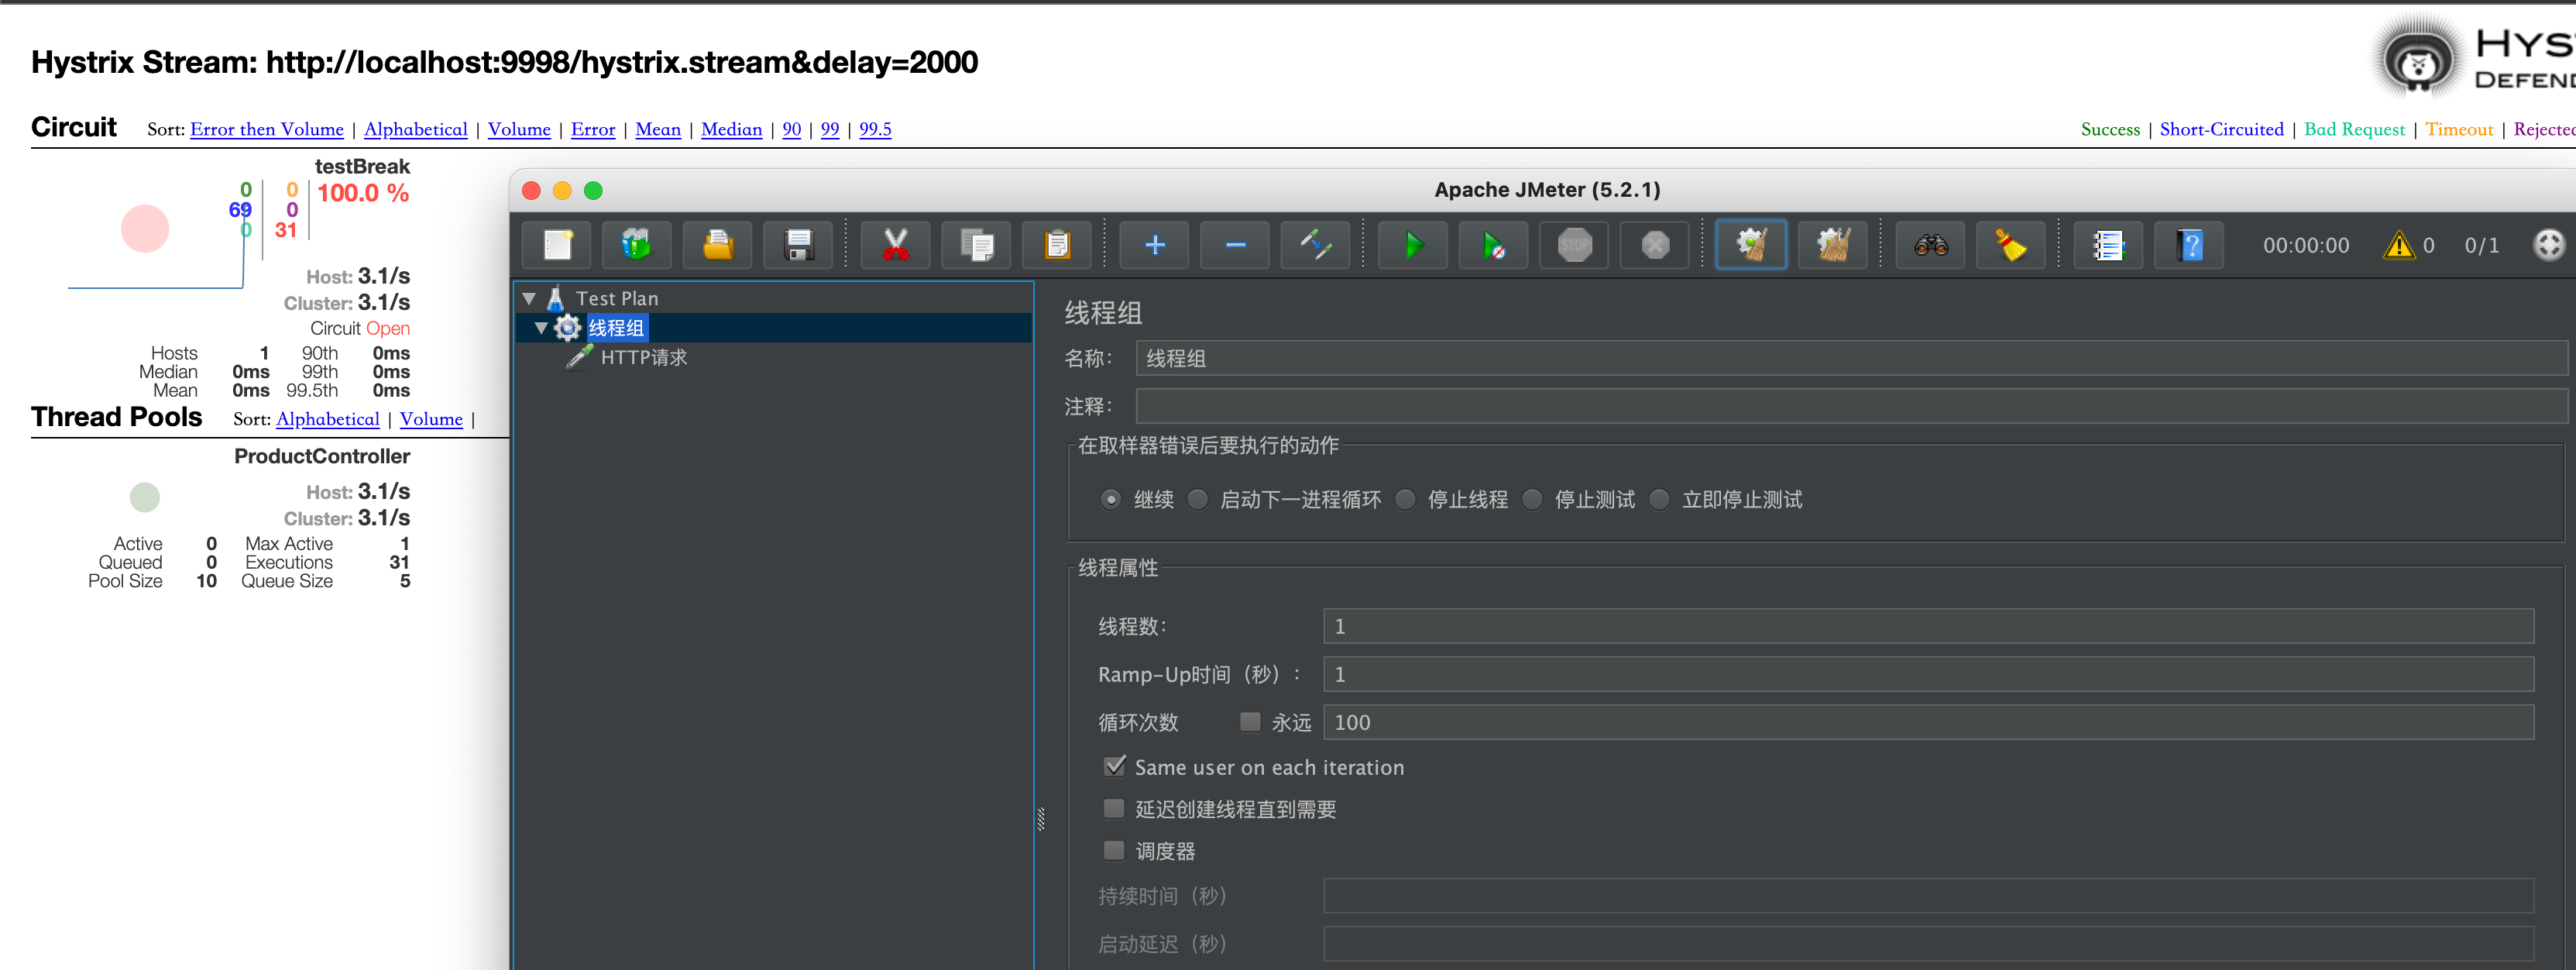 Hystrix Stream: http://localhost:9998/hystrix.stream&delay=2000
HYS
DEFEND
Circuit Sort: Error then Volume | Alphabetical | Volume | Error | Mean | Median | 90 | 99 | 99.5
Success | Short-Circuited | Bad Request | Timeout | Rejected
testBreak
0 0 100.0 %
69 0
0 31
Host: 3.1/s
Cluster: 3.1/s
Circuit Open
Hosts 1 90th 0ms
Median 0ms 99th 0ms
Mean 0ms 99.5th 0ms
Thread Pools Sort: Alphabetical | Volume |
ProductController
Host: 3.1/s
Cluster: 3.1/s
Active 0 Max Active 1
Queued 0 Executions 31
Pool Size 10 Queue Size 5
Apache JMeter (5.2.1)
STOP
00:00:00 0 0/1
Test Plan
线程组
HTTP请求
线程组
名称： 线程组
注释：
在取样器错误后要执行的动作
继续 启动下一进程循环 停止线程 停止测试 立即停止测试
线程属性
线程数： 1
Ramp-Up时间（秒）： 1
循环次数 永远 100
Same user on each iteration
延迟创建线程直到需要
调度器
持续时间（秒）
启动延迟（秒）